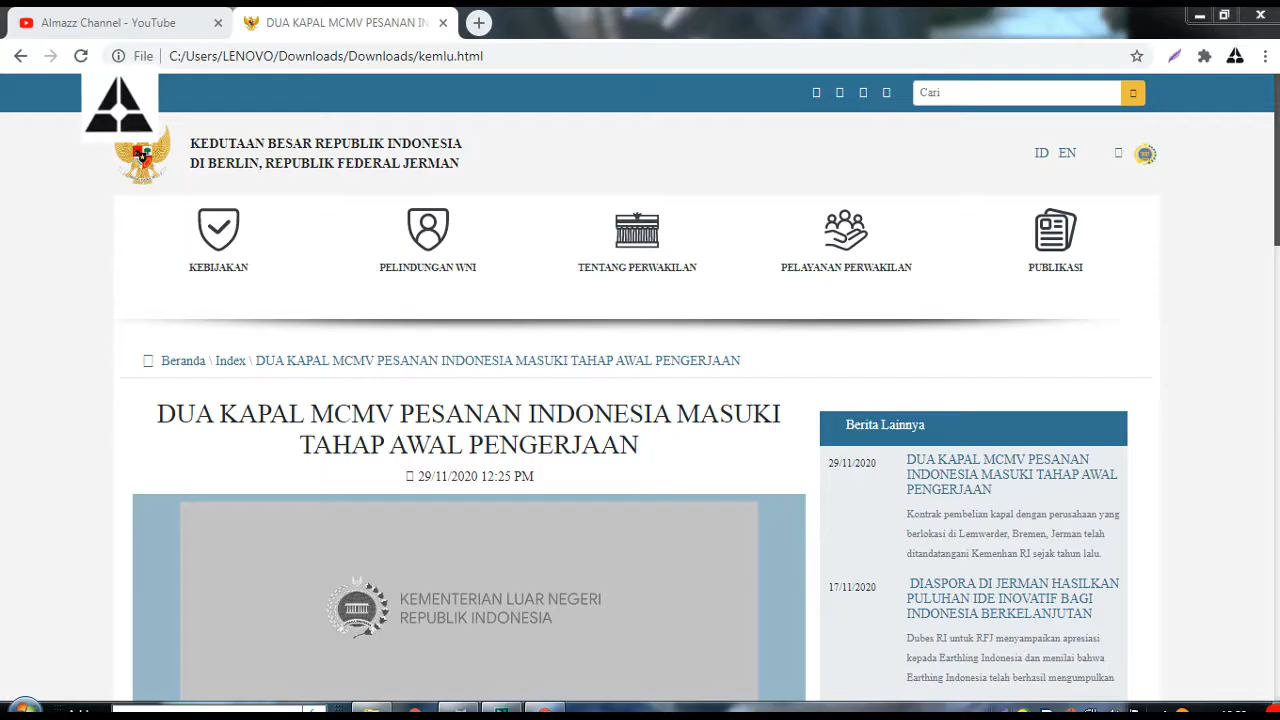 Almazz Channel - YouTube
DUA KAPAL MCMV PESANAN IN
File C:/Users/LENOVO/Downloads/Downloads/kemlu.html
Cari
KEDUTAAN BESAR REPUBLIK INDONESIA
DI BERLIN, REPUBLIK FEDERAL JERMAN
ID EN
KEBIJAKAN
PELINDUNGAN WNI
TENTANG PERWAKILAN
PELAYANAN PERWAKILAN
PUBLIKASI
Beranda \ Index \ DUA KAPAL MCMV PESANAN INDONESIA MASUKI TAHAP AWAL PENGERJAAN
DUA KAPAL MCMV PESANAN INDONESIA MASUKI
TAHAP AWAL PENGERJAAN
29/11/2020 12:25 PM
KEMENTERIAN LUAR NEGERI
REPUBLIK INDONESIA
Berita Lainnya
29/11/2020
DUA KAPAL MCMV PESANAN
INDONESIA MASUKI TAHAP AWAL
PENGERJAAN
Kontrak pembelian kapal dengan perusahaan yang
berlokasi di Lemwerder, Bremen, Jerman telah
ditandatangani Kemenhan RI sejak tahun lalu.
17/11/2020
DIASPORA DI JERMAN HASILKAN
PULUHAN IDE INOVATIF BAGI
INDONESIA BERKELANJUTAN
Dubes RI untuk RFJ menyampaikan apresiasi
kepada Earthling Indonesia dan menilai bahwa
Earthing Indonesia telah berhasil mengumpulkan